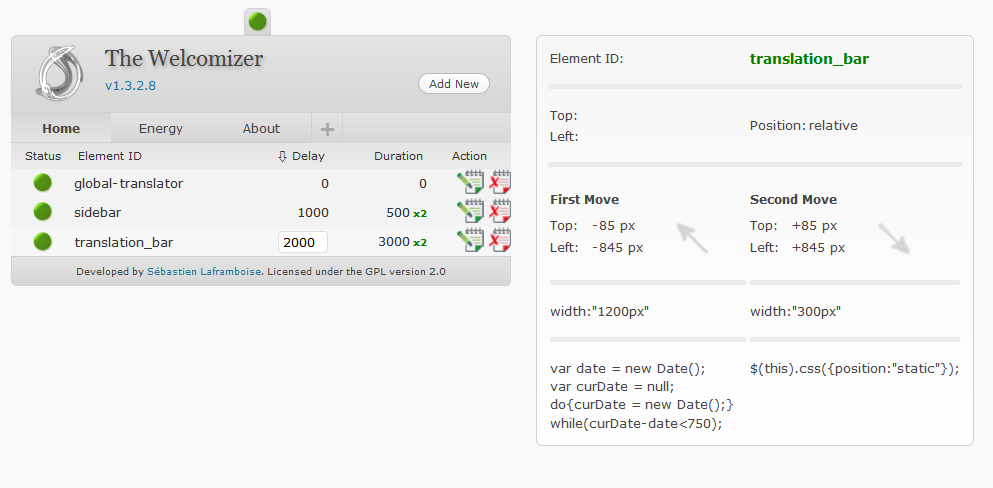 The Welcomizer
v1.3.2.8
Add New
Home Energy About +
Status Element ID ⇩ Delay Duration Action
global-translator 0 0
sidebar 1000 500 x2
translation_bar 2000 3000 x2
Developed by Sébastien Laframboise. Licensed under the GPL version 2.0
Element ID: translation_bar
Top:
Left:
Position: relative
First Move Second Move
Top: -85 px Top: +85 px
Left: -845 px Left: +845 px
width:"1200px" width:"300px"
var date = new Date(); $(this).css({position:"static"});
var curDate = null;
do{curDate = new Date();}
while(curDate-date<750);